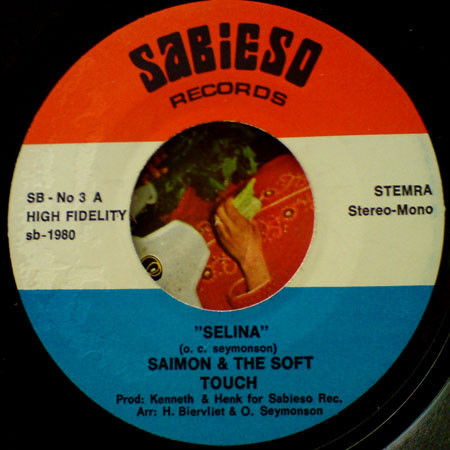 SABiESO
RECORDS
SB - No 3 A
HIGH FIDELITY
sb-1980
STEMRA
Stereo-Mono
"SELINA"
(o. c. seymonson)
SAIMON & THE SOFT
TOUCH
Prod: Kenneth & Henk for Sabieso Rec.
Arr: H. Biervliet & O. Seymonson